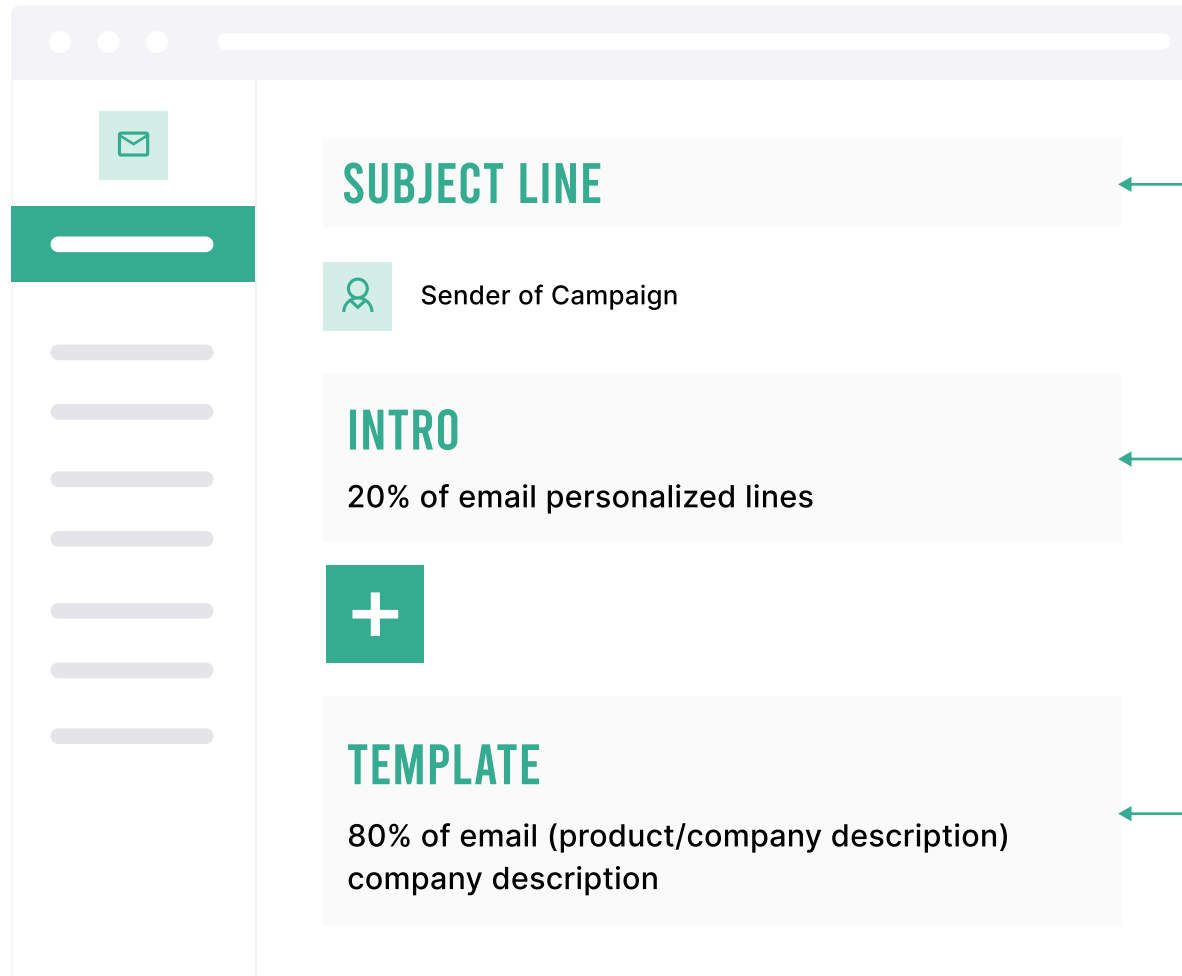 SUBJECT LINE
Sender of Campaign
INTRO
20% of email personalized lines
+
TEMPLATE
80% of email (product/company description)
company description